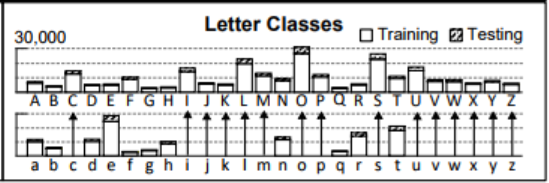 Letter Classes
Training Testing
30,000
A B C D E F G H I J K L M N O P Q R S T U V W X Y Z
a b c d e f g h i j k l m n o p q r s t u v w x y z